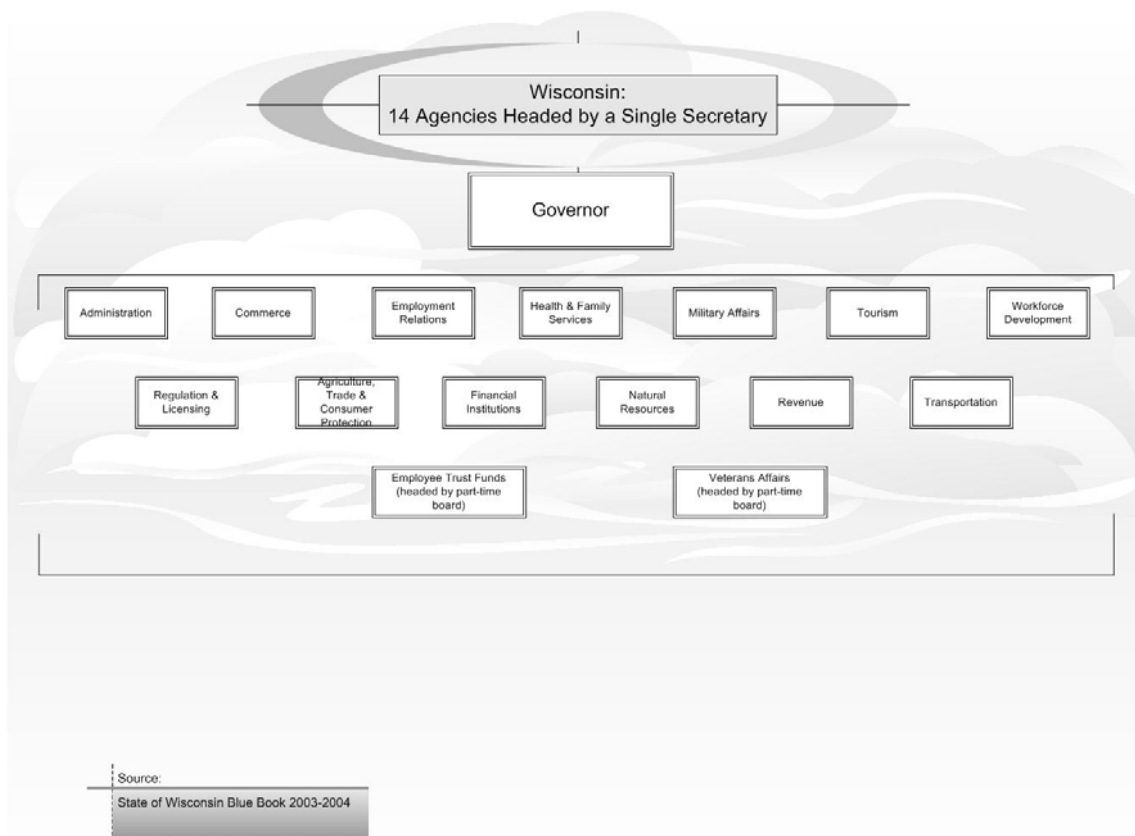 Wisconsin:
14 Agencies Headed by a Single Secretary
Governor
Administration
Commerce
Employment
Relations
Health & Family
Services
Military Affairs
Tourism
Workforce
Development
Regulation &
Licensing
Agriculture,
Trade &
Consumer
Protection
Financial
Institutions
Natural
Resources
Revenue
Transportation
Employee Trust Funds
(headed by part-time
board)
Veterans Affairs
(headed by part-time
board)
Source:
State of Wisconsin Blue Book 2003-2004